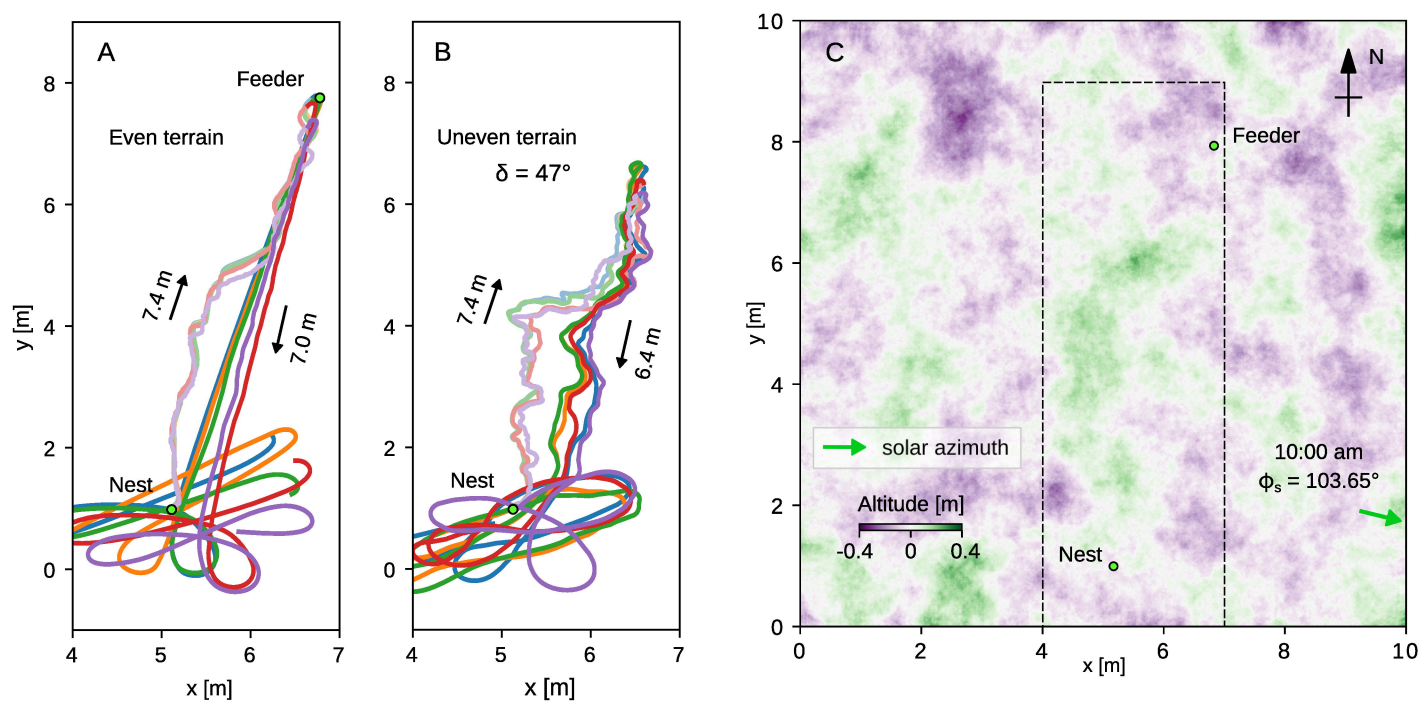 A
Feeder
Even terrain
7.4 m
7.0 m
Nest
8
6
4
2
0
y [m]
4
5
6
7
x [m]
B
Uneven terrain
δ = 47°
7.4 m
6.4 m
Nest
8
6
4
2
0
4
5
6
7
x [m]
C
N
Feeder
solar azimuth
10:00 am
ϕs = 103.65°
Altitude [m]
-0.4
0
0.4
Nest
10
8
6
4
2
0
y [m]
0
2
4
6
8
10
x [m]